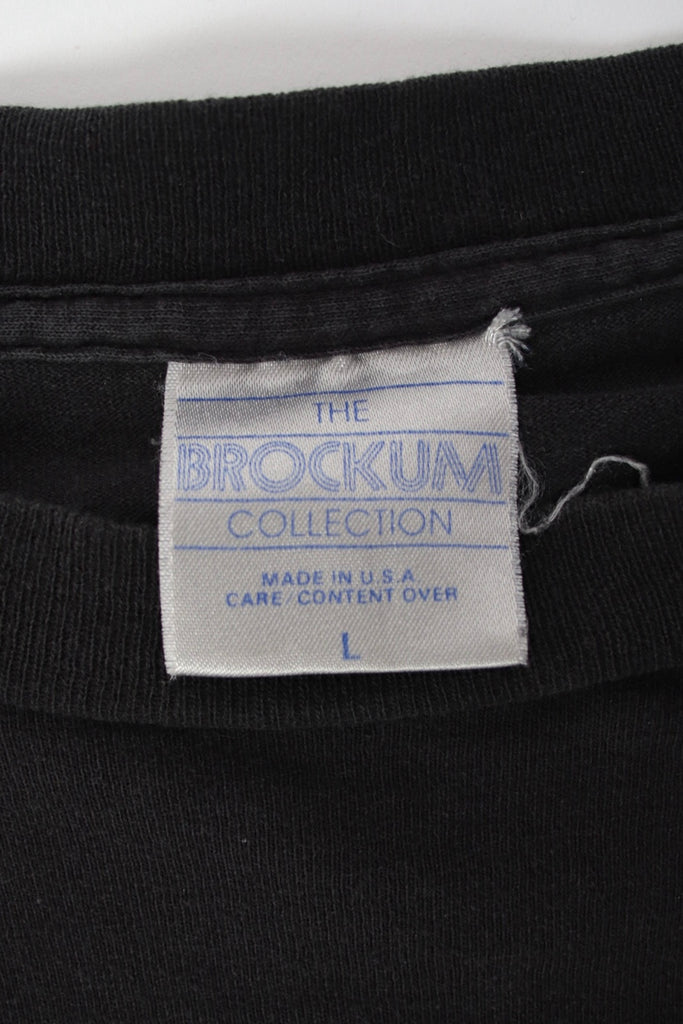 THE
BROCKUM
COLLECTION
MADE IN U.S.A
CARE/CONTENT OVER
L